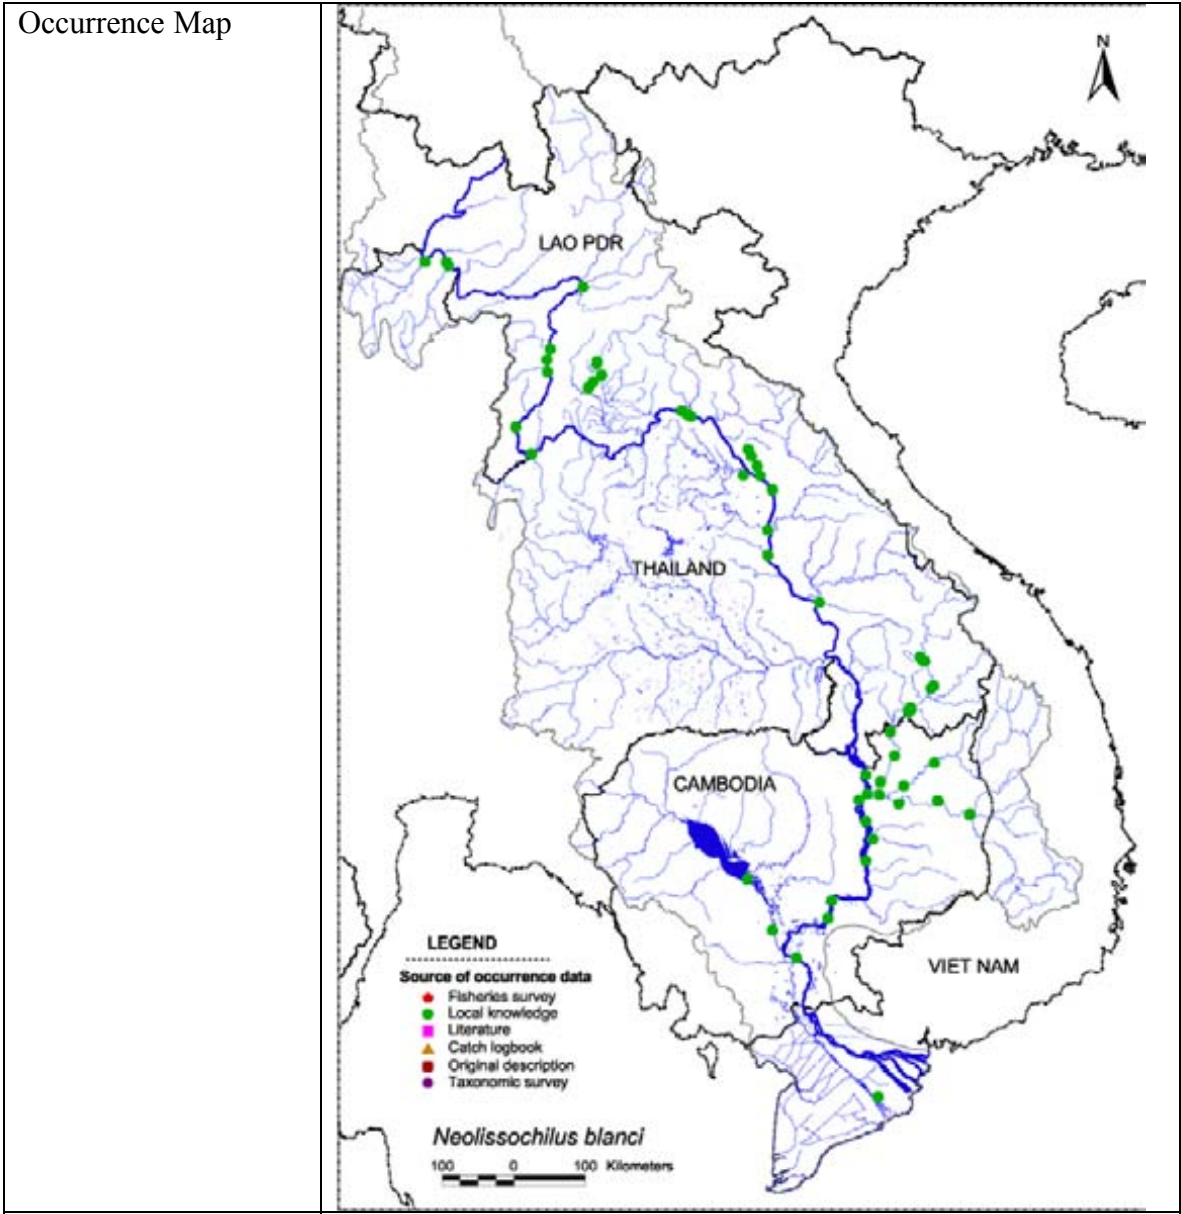 Occurrence Map
N
LAO PDR
THAILAND
CAMBODIA
VIET NAM
LEGEND
Source of occurrence data
Fisheries survey
Local knowledge
Literature
Catch logbook
Original description
Taxonomic survey
Neolissochilus blanci
100 0 100 Kilometers